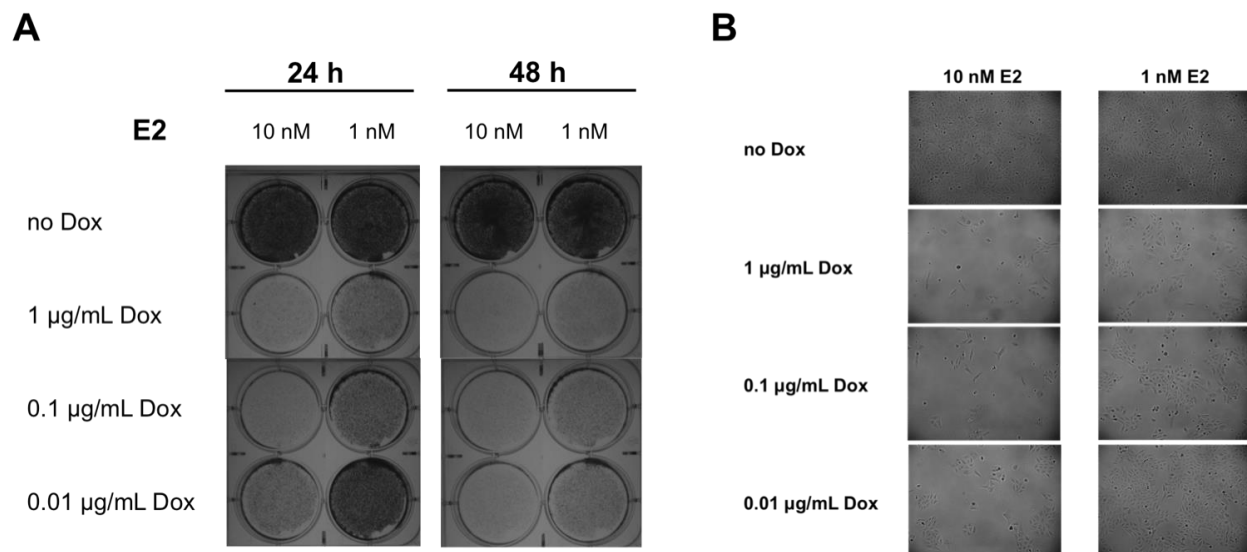 A
24 h
48 h
E2
10 nM
1 nM
10 nM
1 nM
no Dox
1 µg/mL Dox
0.1 µg/mL Dox
0.01 µg/mL Dox
B
10 nM E2
1 nM E2
no Dox
1 µg/mL Dox
0.1 µg/mL Dox
0.01 µg/mL Dox